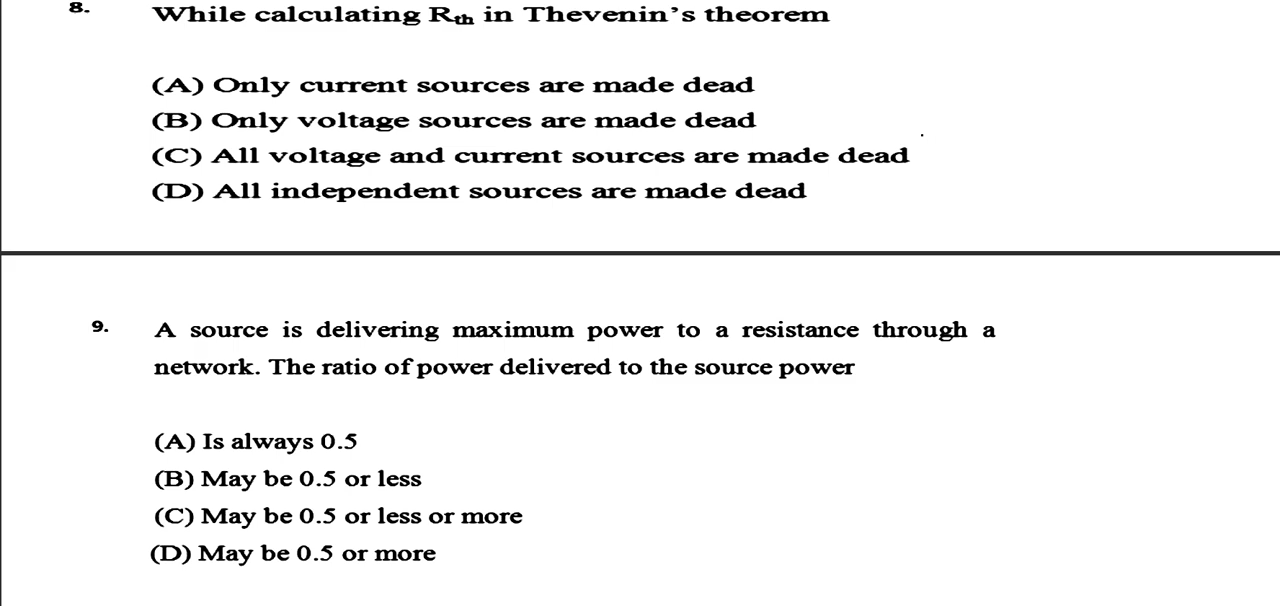 8. While calculating Rth in Thevenin's theorem
(A) Only current sources are made dead
(B) Only voltage sources are made dead
(C) All voltage and current sources are made dead
(D) All independent sources are made dead
9. A source is delivering maximum power to a resistance through a
network. The ratio of power delivered to the source power
(A) Is always 0.5
(B) May be 0.5 or less
(C) May be 0.5 or less or more
(D) May be 0.5 or more